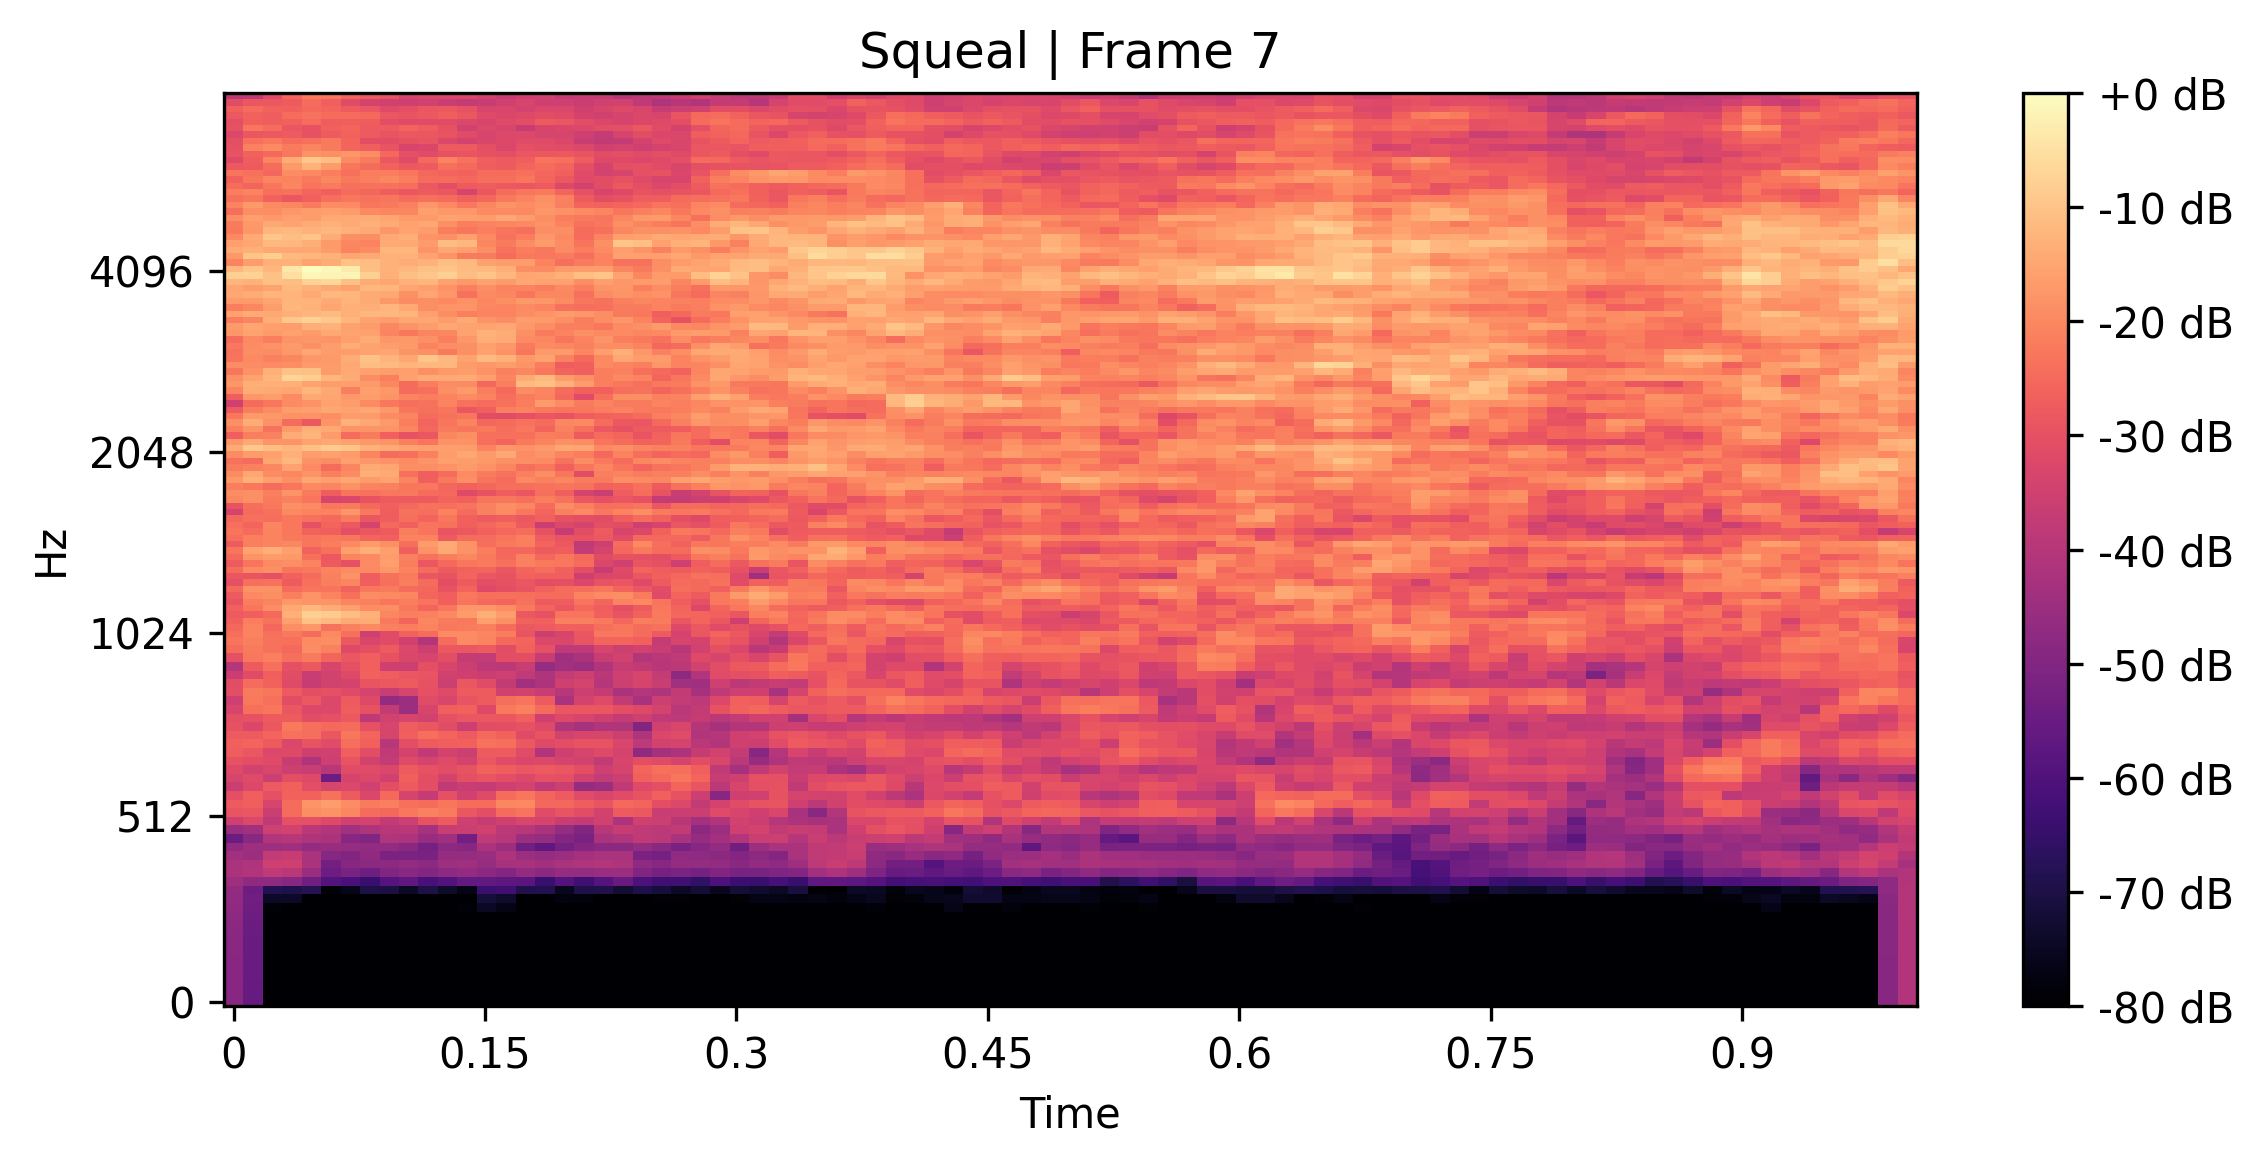 Squeal | Frame 7
Hz
4096
2048
1024
512
0
0 0.15 0.3 0.45 0.6 0.75 0.9
Time
+0 dB
-10 dB
-20 dB
-30 dB
-40 dB
-50 dB
-60 dB
-70 dB
-80 dB